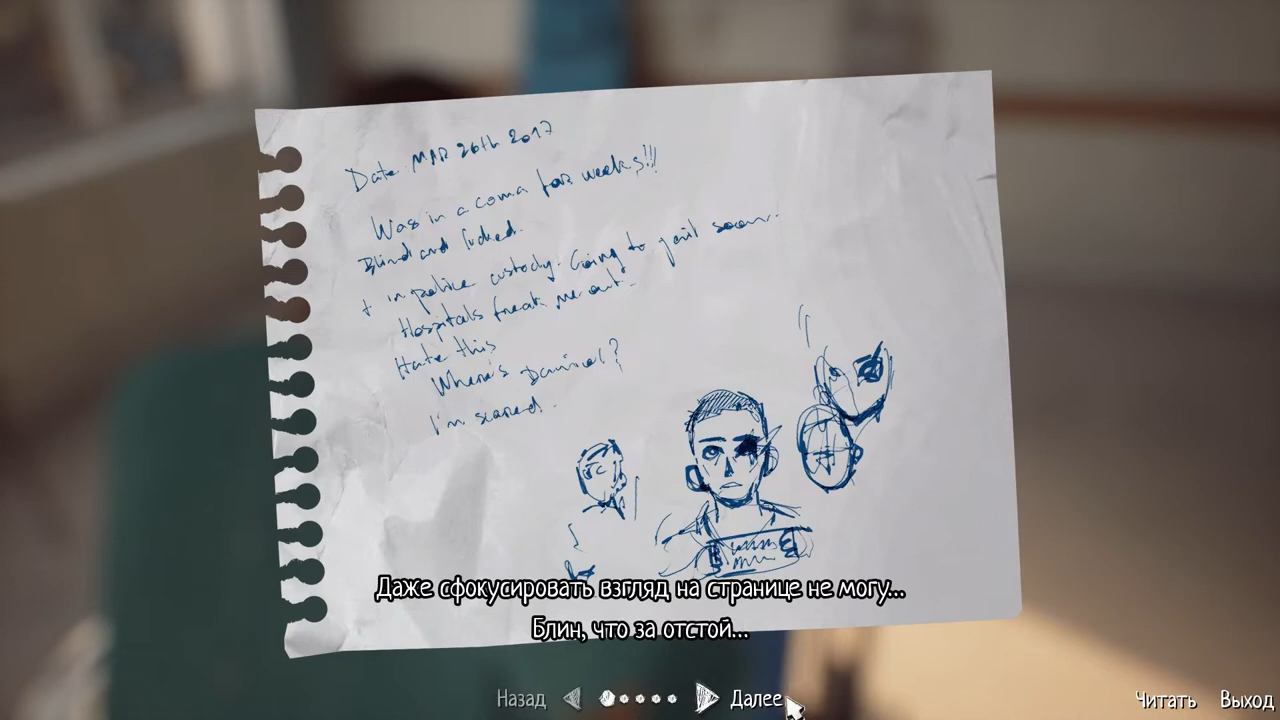 Date MAR 26th 2017
Was in a coma for weeks!!!
Blind and fucked.
+ in police custody. Going to jail soon.
Hospitals freak me out.
Hate this
Where's Daniel?
I'm scared.
Даже сфокусировать взгляд на странице не могу...
Блин, что за отстой...
Назад Далее
Читать Выход